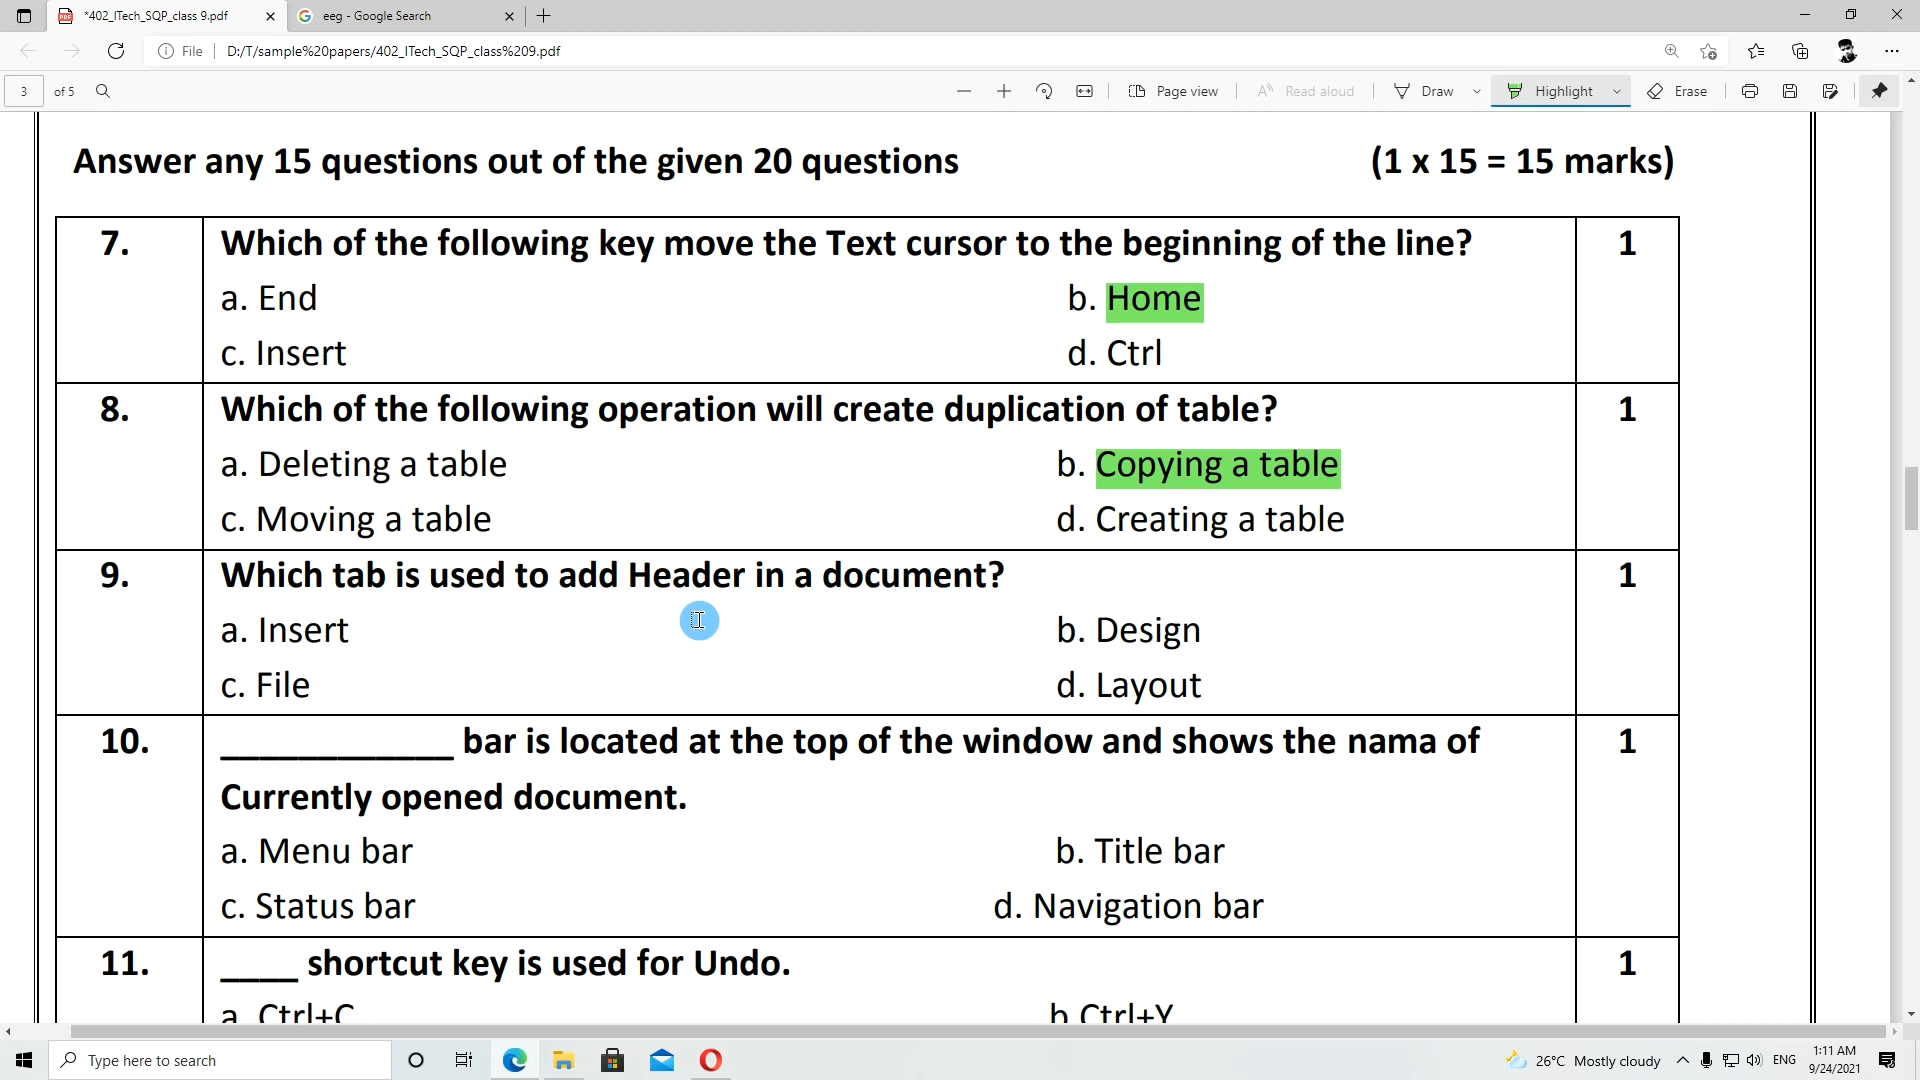 *402_ITech_SQP_class 9.pdf
eeg - Google Search
File D:/T/sample%20papers/402_ITech_SQP_class%209.pdf
3 of 5 Page view Read aloud Draw Highlight Erase
Answer any 15 questions out of the given 20 questions (1 x 15 = 15 marks)
7. Which of the following key move the Text cursor to the beginning of the line? 1
a. End b. Home
c. Insert d. Ctrl
8. Which of the following operation will create duplication of table? 1
a. Deleting a table b. Copying a table
c. Moving a table d. Creating a table
9. Which tab is used to add Header in a document? 1
a. Insert b. Design
c. File d. Layout
10. ____________ bar is located at the top of the window and shows the nama of 1
Currently opened document.
a. Menu bar b. Title bar
c. Status bar d. Navigation bar
11. ____ shortcut key is used for Undo. 1
a. Ctrl+C b. Ctrl+Y
Type here to search 26°C Mostly cloudy ENG 1:11 AM
9/24/2021